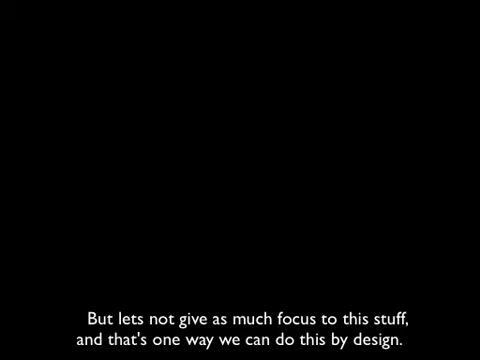 But lets not give as much focus to this stuff,
and that's one way we can do this by design.